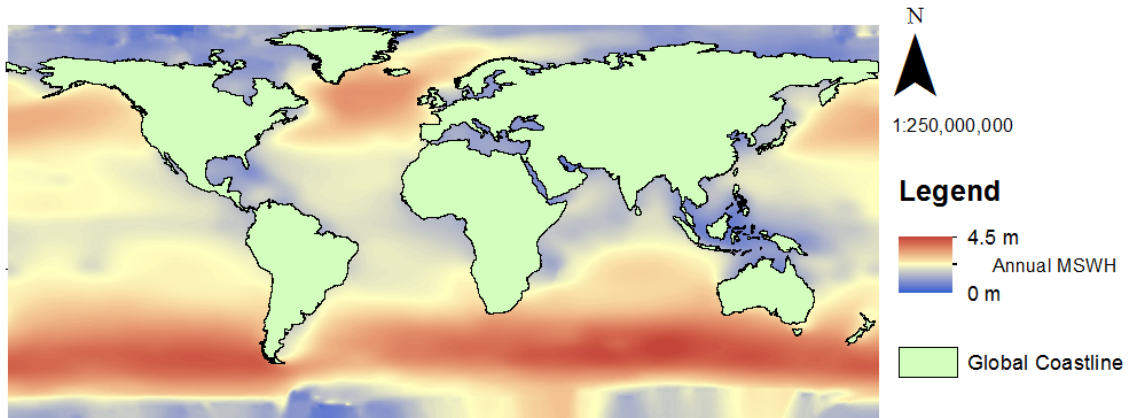 N
1:250,000,000
Legend
4.5 m
Annual MSWH
0 m
Global Coastline